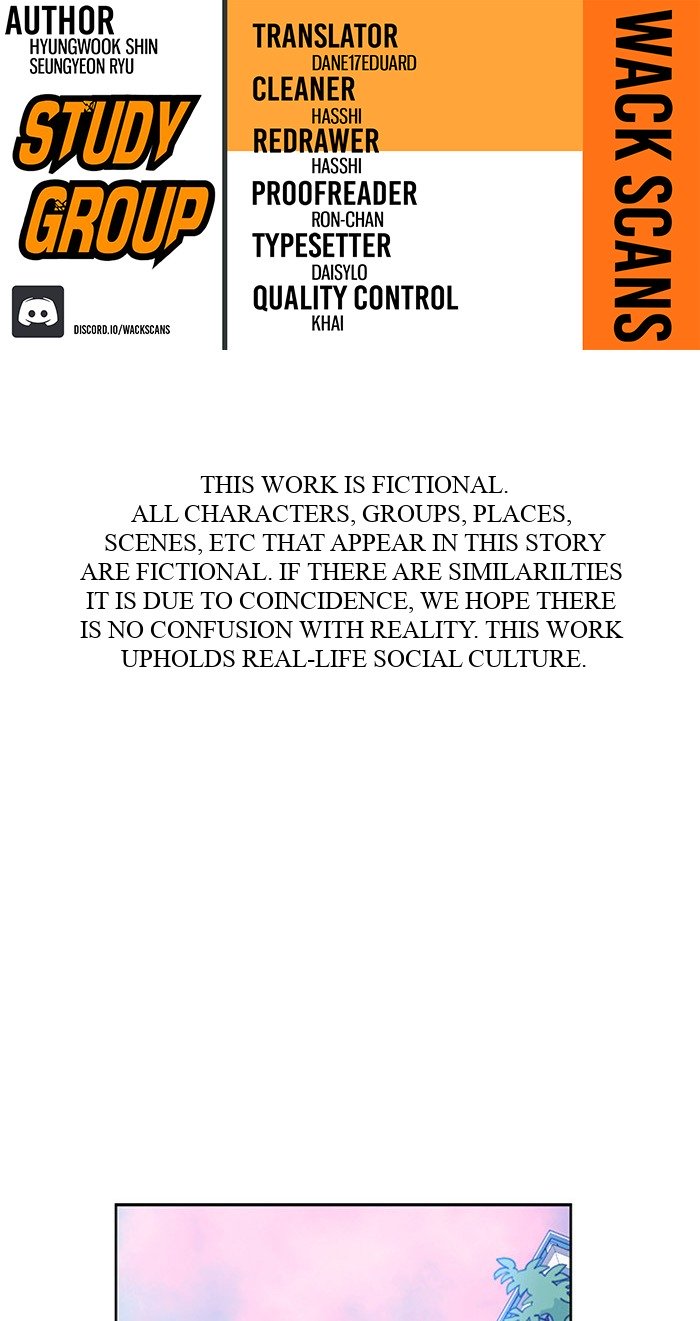 AUTHOR
HYUNGWOOK SHIN
SEUNGYEON RYU
STUDY
GROUP
DISCORD.IO/WACKSCANS
TRANSLATOR
DANE17EDUARD
CLEANER
HASSHI
REDRAWER
HASSHI
PROOFREADER
RON-CHAN
TYPESETTER
DAISYLO
QUALITY CONTROL
KHAI
WACK SCANS
THIS WORK IS FICTIONAL.
ALL CHARACTERS, GROUPS, PLACES,
SCENES, ETC THAT APPEAR IN THIS STORY
ARE FICTIONAL. IF THERE ARE SIMILARILTIES
IT IS DUE TO COINCIDENCE, WE HOPE THERE
IS NO CONFUSION WITH REALITY. THIS WORK
UPHOLDS REAL-LIFE SOCIAL CULTURE.